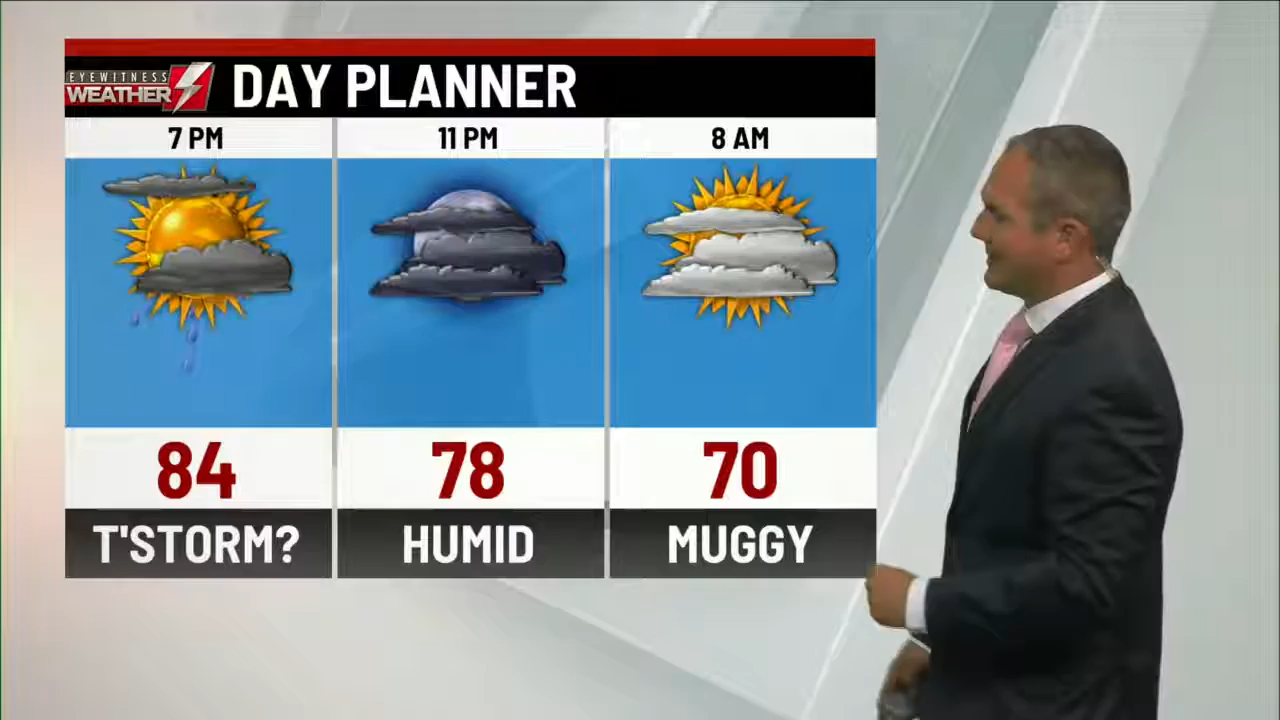 EYEWITNESS
WEATHER
DAY PLANNER
7 PM
11 PM
8 AM
84
78
70
T'STORM?
HUMID
MUGGY